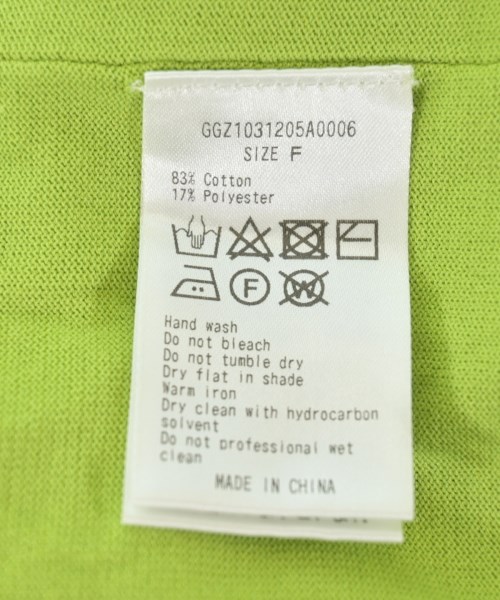 GGZ1031205A0006
SIZE F
83% Cotton
17% Polyester
F
W
Hand wash
Do not bleach
Do not tumble dry
Dry flat in shade
Warm iron
Dry clean with hydrocarbon
solvent
Do not professional wet
clean
MADE IN CHINA